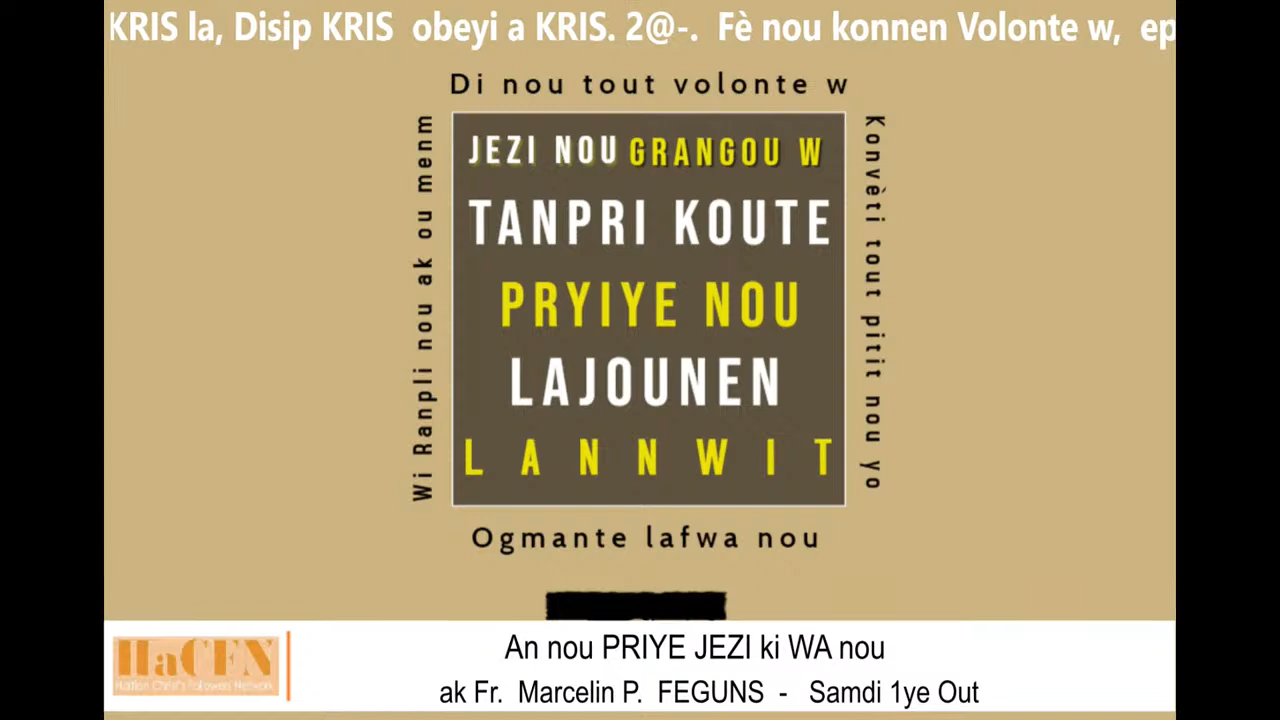 KRIS la, Disip KRIS obeyi a KRIS. 2@-. Fè nou konnen Volonte w, ep
Di nou tout volonte w
Wi Ranpli nou ak ou menm
JEZI NOU GRANGOU W
TANPRI KOUTE
PRYIYE NOU
LAJOUNEN
LANNWIT
Konvèti tout pitit nou yo
Ogmante lafwa nou
HaCFN
Haitian Christ's Followers Network
An nou PRIYE JEZI ki WA nou
ak Fr. Marcelin P. FEGUNS - Samdi 1ye Out